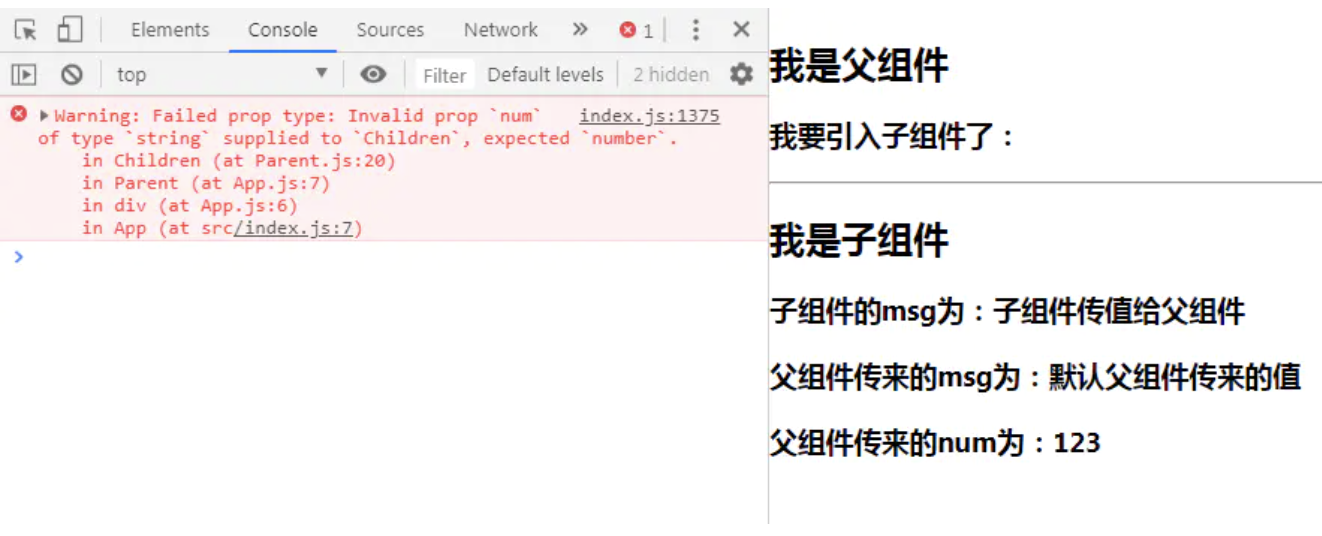 Elements Console Sources Network » 1
top Filter Default levels 2 hidden
Warning: Failed prop type: Invalid prop `num` index.js:1375
of type `string` supplied to `Children`, expected `number`.
in Children (at Parent.js:20)
in Parent (at App.js:7)
in div (at App.js:6)
in App (at src/index.js:7)
我是父组件
我要引入子组件了：
我是子组件
子组件的msg为：子组件传值给父组件
父组件传来的msg为：默认父组件传来的值
父组件传来的num为：123